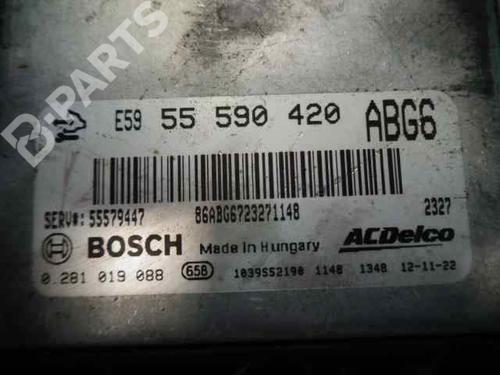 B-PARTS
E59 55 590 420 ABG6
SERV#: 55579447 86ABG6723271148 2327
BOSCH Made in Hungary ACDelco
0 281 019 088 658 1039S52190 1148 1348 12-11-22